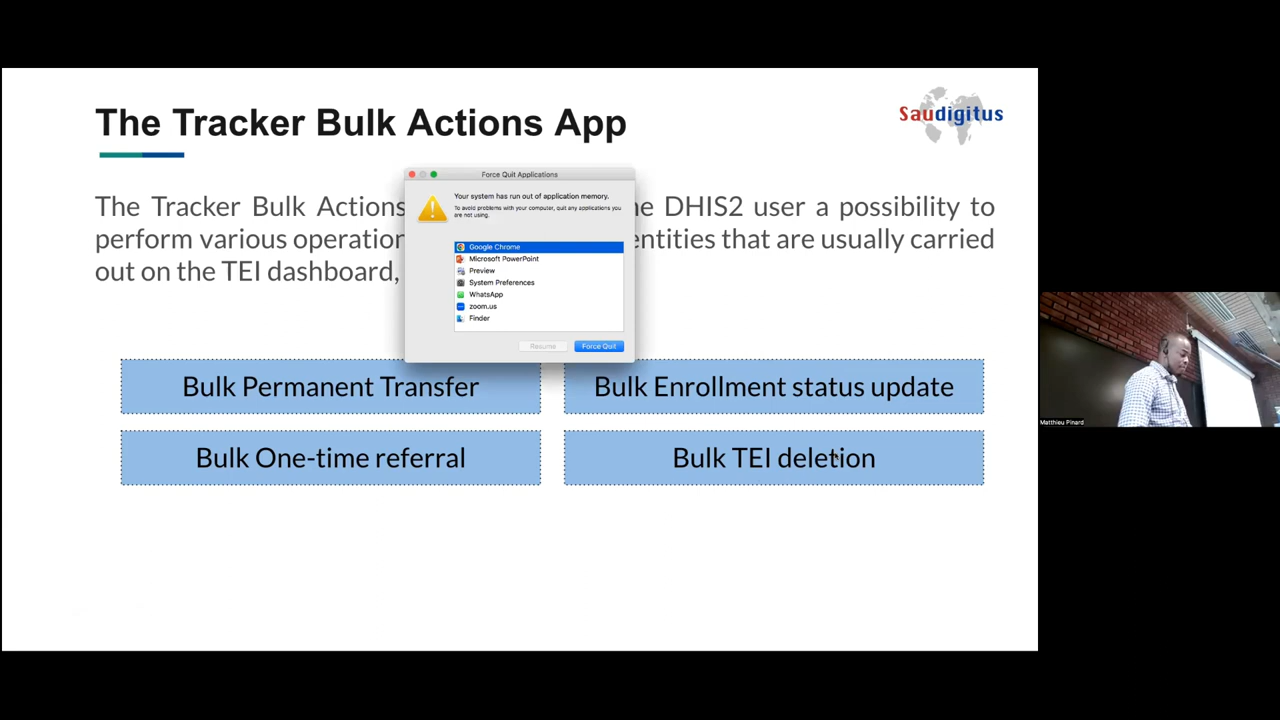 The Tracker Bulk Actions App
Saudigitus
Force Quit Applications
Your system has run out of application memory.
To avoid problems with your computer, quit any applications you
are not using.
Google Chrome
Microsoft PowerPoint
Preview
System Preferences
WhatsApp
zoom.us
Finder
Resume
Force Quit
The Tracker Bulk Actions he DHIS2 user a possibility to
perform various operation entities that are usually carried
out on the TEI dashboard,
Bulk Permanent Transfer
Bulk Enrollment status update
Bulk One-time referral
Bulk TEI deletion
Matthieu Pinard